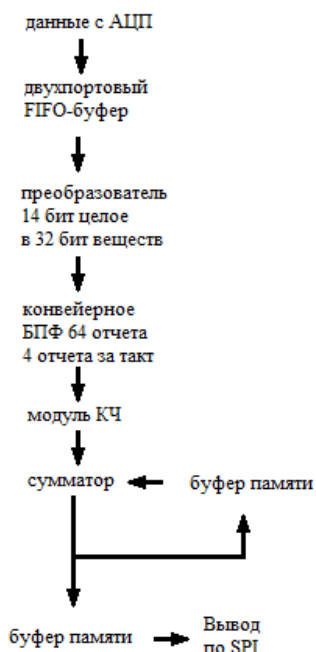 данные с АЦП
двухпортовый
FIFO-буфер
преобразователь
14 бит целое
в 32 бит веществ
конвейерное
БПФ 64 отчета
4 отчета за такт
модуль КЧ
сумматор
буфер памяти
буфер памяти
Вывод
по SPI